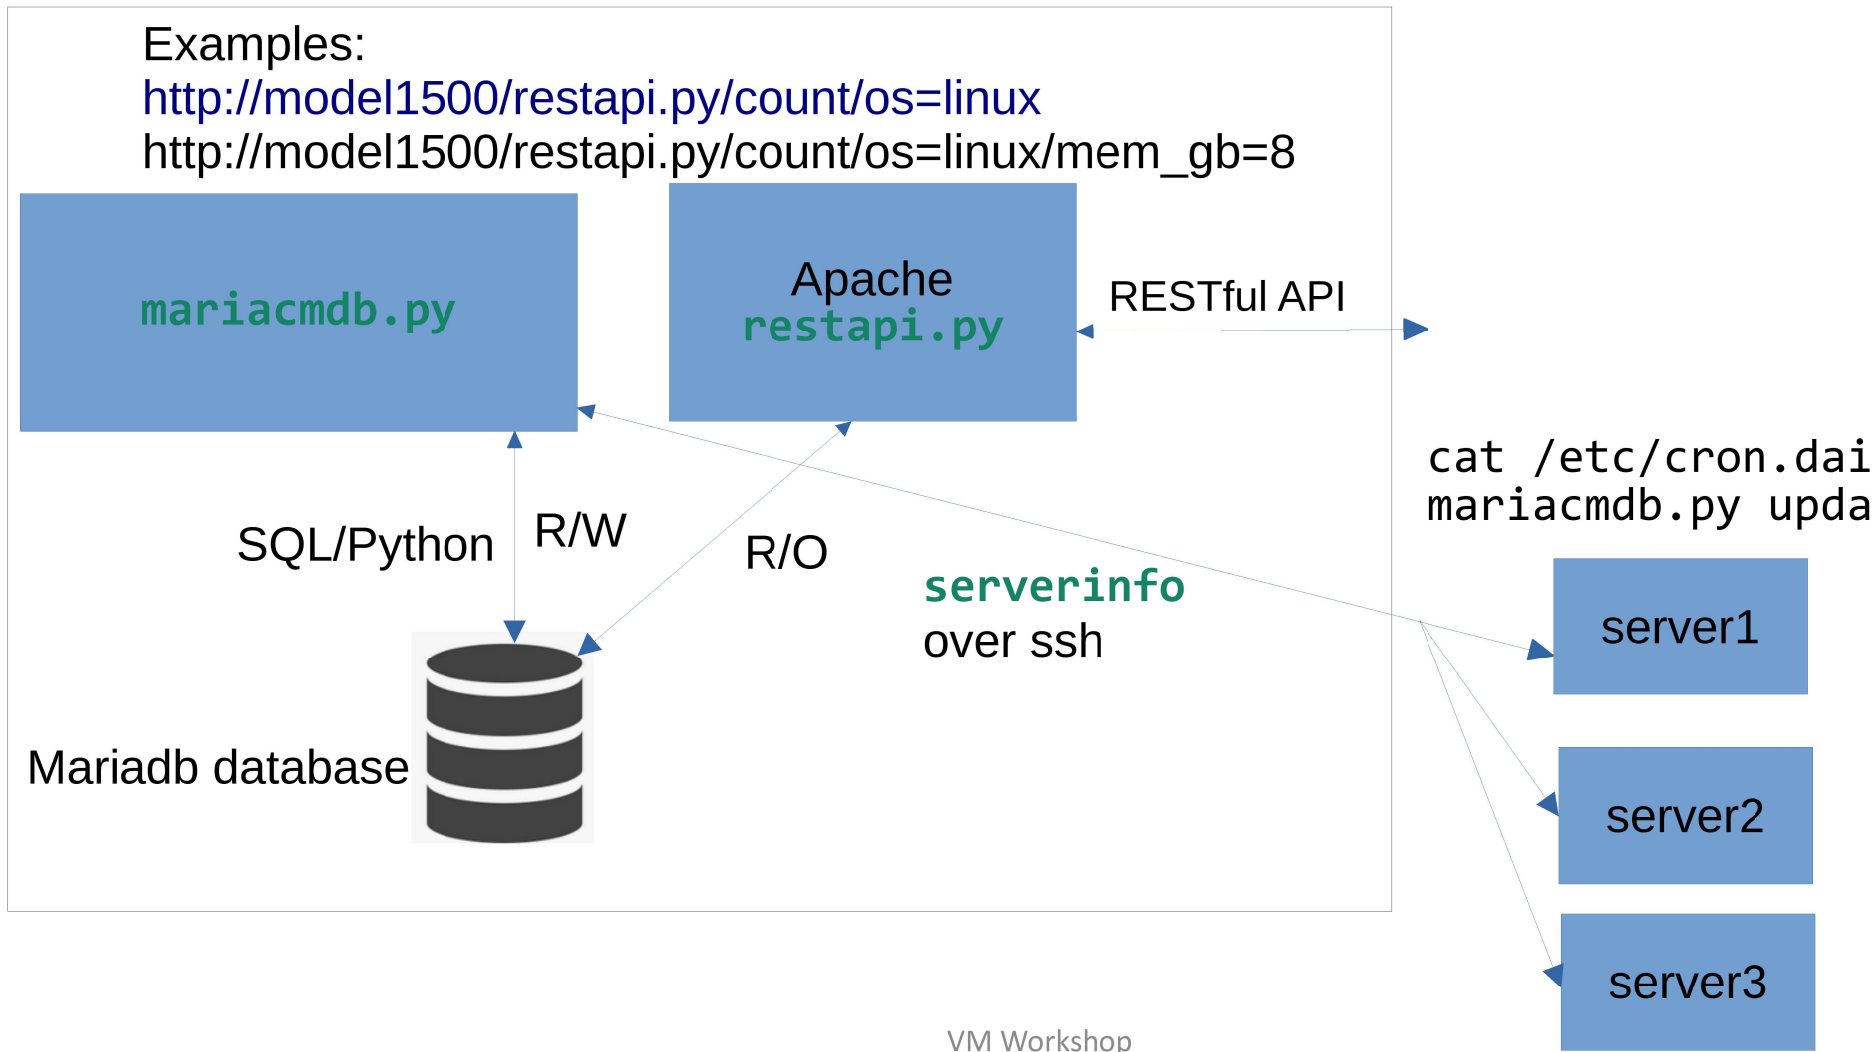 Examples:
http://model1500/restapi.py/count/os=linux
http://model1500/restapi.py/count/os=linux/mem_gb=8
mariacmdb.py
Apache
restapi.py
RESTful API
cat /etc/cron.dai
mariacmdb.py upda
SQL/Python
R/W
R/O
serverinfo
over ssh
server1
Mariadb database
server2
server3
VM Workshop